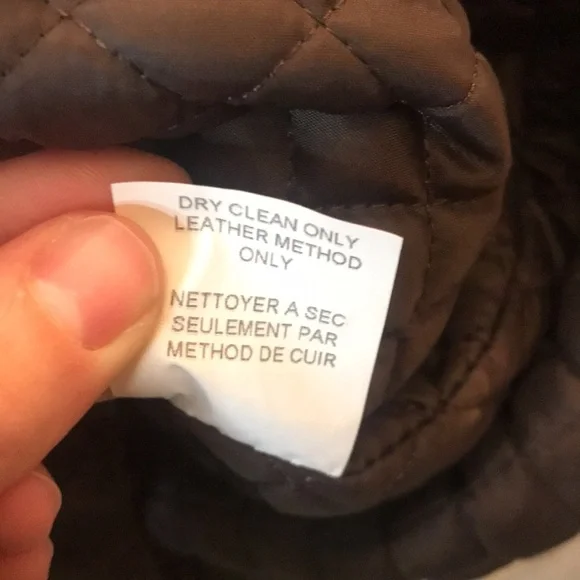 DRY CLEAN ONLY
LEATHER METHOD
ONLY
NETTOYER A SEC
SEULEMENT PAR
METHOD DE CUIR